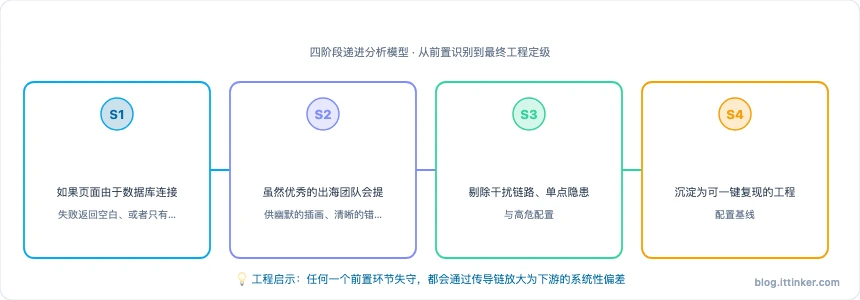 四阶段递进分析模型 · 从前置识别到最终工程定级
S1
如果页面由于数据库连接
失败返回空白、或者只有...
S2
虽然优秀的出海团队会提
供幽默的插画、清晰的错...
S3
剔除干扰链路、单点隐患
与高危配置
S4
沉淀为可一键复现的工程
配置基线
💡 工程启示：任何一个前置环节失守，都会通过传导链放大为下游的系统性偏差
blog.ittinker.com